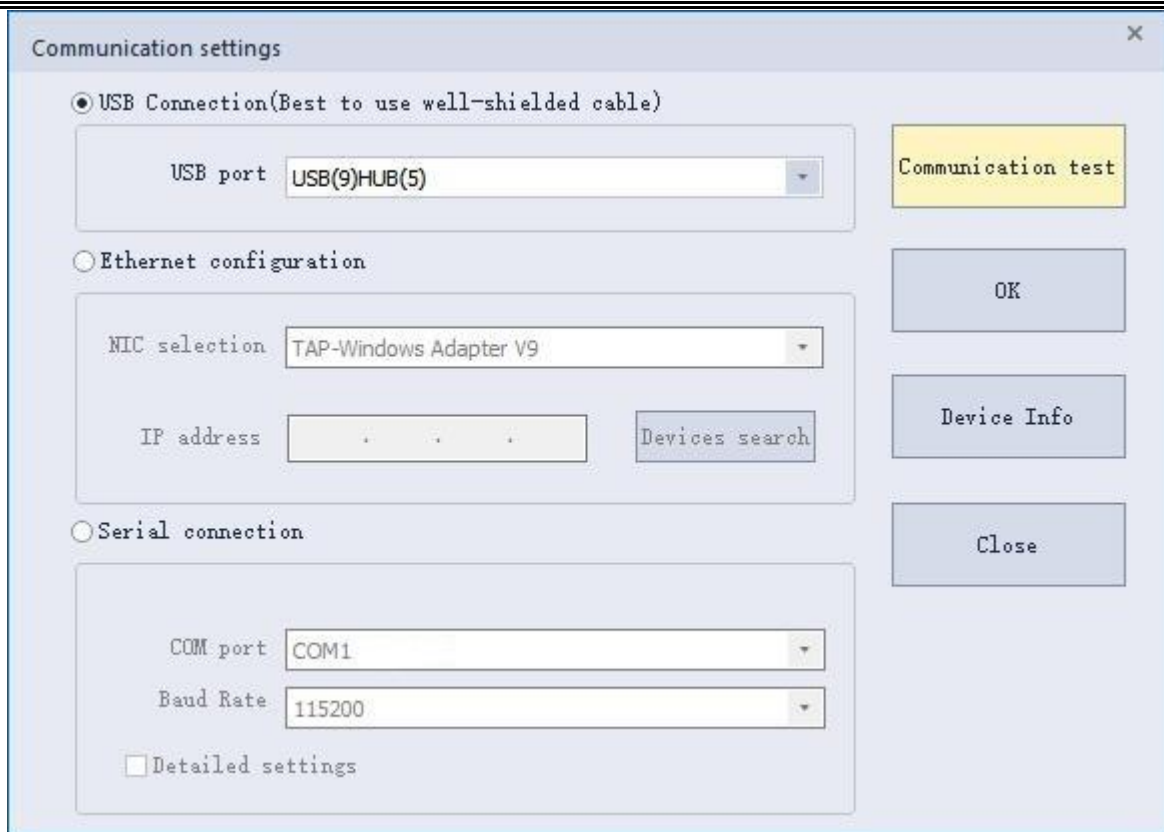 Communication settings
USB Connection(Best to use well-shielded cable)
USB port USB(9)HUB(5)
Communication test
Ethernet configuration
OK
NIC selection TAP-Windows Adapter V9
IP address . . . Devices search
Device Info
Serial connection
Close
COM port COM1
Baud Rate 115200
Detailed settings